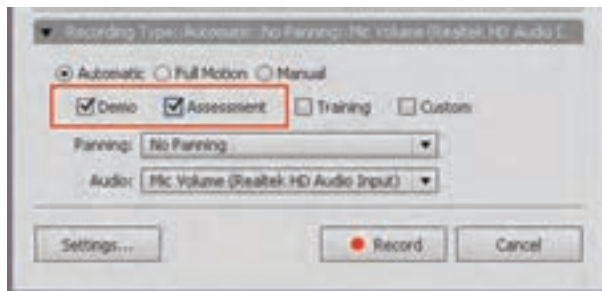 Recording Type: Automatic: No Panning: Mic Volume (Realtek HD Audio I...
Automatic Full Motion Manual
Demo Assessment Training Custom
Panning: No Panning
Audio: Mic Volume (Realtek HD Audio Input)
Settings... Record Cancel